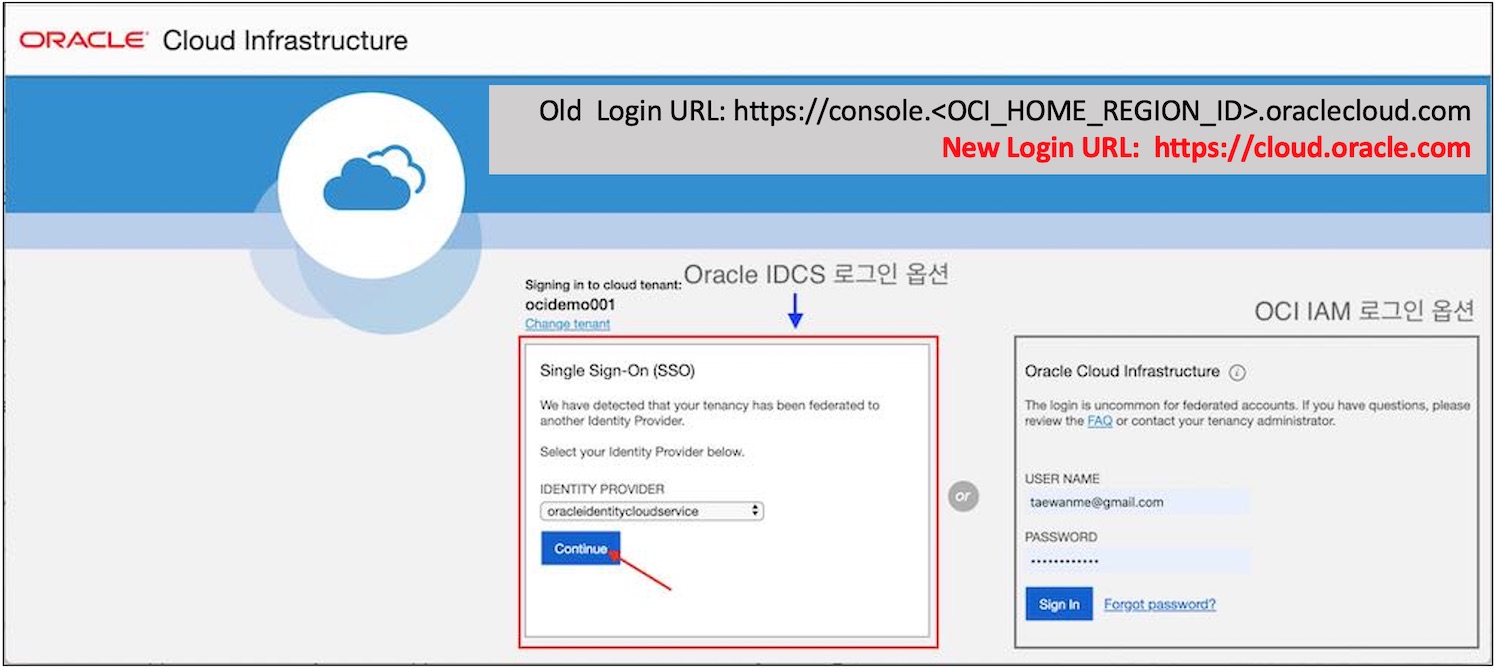 ORACLE Cloud Infrastructure
Old Login URL: https://console.<OCI_HOME_REGION_ID>.oraclecloud.com
New Login URL: https://cloud.oracle.com
Signing in to cloud tenant:
ocidemo001
Change tenant
Oracle IDCS 로그인 옵션
Single Sign-On (SSO)
We have detected that your tenancy has been federated to
another Identity Provider.
Select your Identity Provider below.
IDENTITY PROVIDER
oracleidentitycloudservice
Continue
or
OCI IAM 로그인 옵션
Oracle Cloud Infrastructure
The login is uncommon for federated accounts. If you have questions, please
review the FAQ or contact your tenancy administrator.
USER NAME
taewanme@gmail.com
PASSWORD
••••••••••••
Sign In Forgot password?